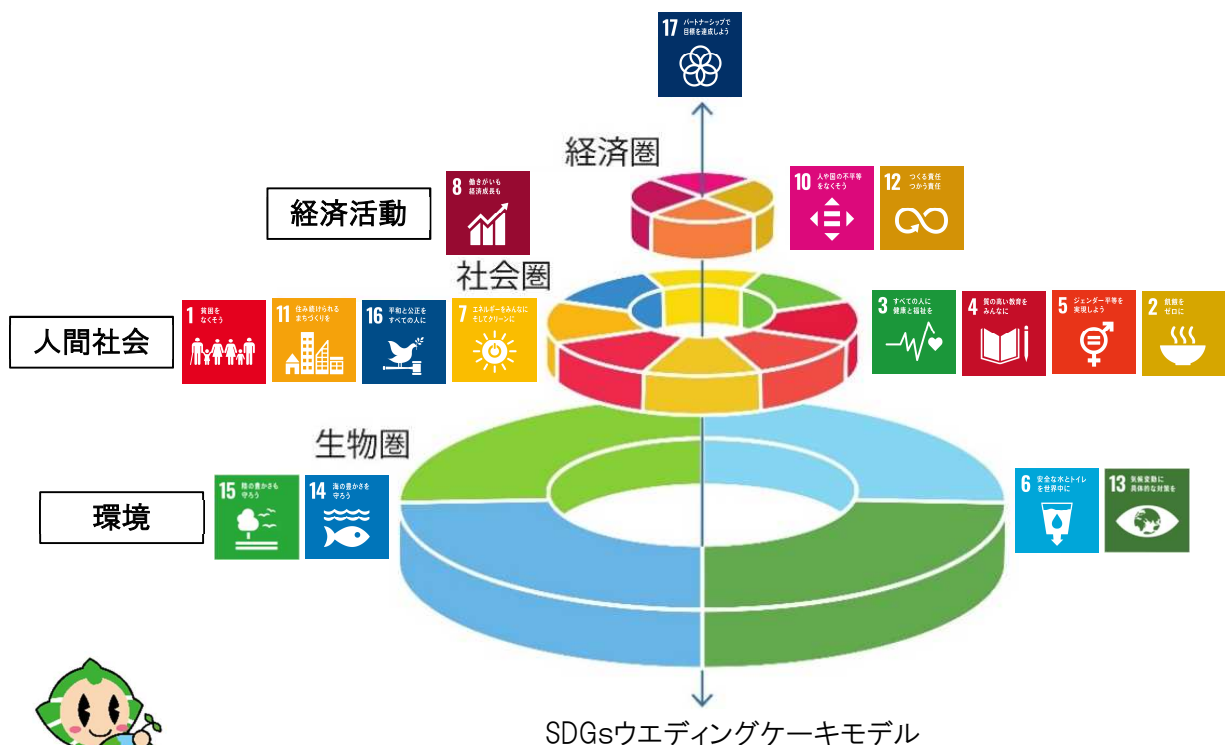 17 パートナーシップで
目標を達成しよう
経済圏
経済活動
8 働きがいも
経済成長も
10 人や国の不平等
をなくそう
12 つくる責任
つかう責任
社会圏
人間社会
1 貧困を
なくそう
11 住み続けられる
まちづくりを
16 平和と公正を
すべての人に
7 エネルギーをみんなに
そしてクリーンに
3 すべての人に
健康と福祉を
4 質の高い教育を
みんなに
5 ジェンダー平等を
実現しよう
2 飢餓を
ゼロに
生物圏
環境
15 陸の豊かさも
守ろう
14 海の豊かさを
守ろう
6 安全な水とトイレ
を世界中に
13 気候変動に
具体的な対策を
SDGsウエディングケーキモデル